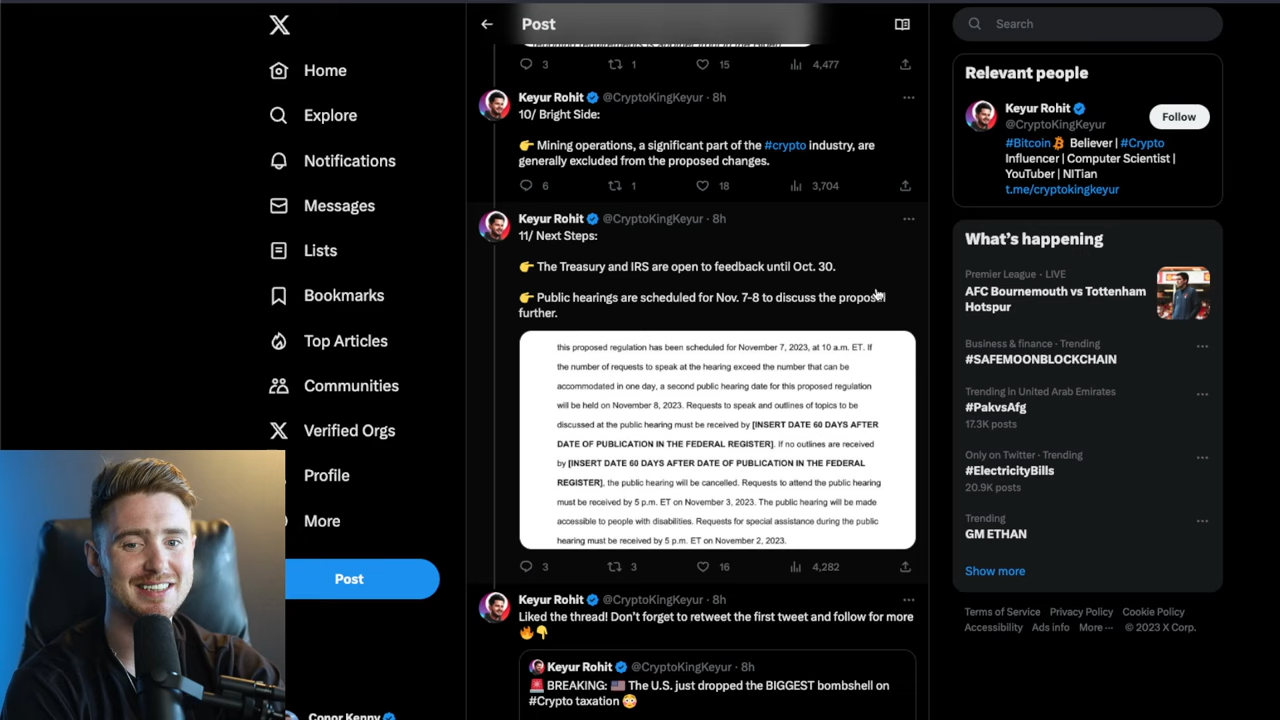 Home
Explore
Notifications
Messages
Lists
Bookmarks
Top Articles
Communities
Verified Orgs
Profile
More
Post
Conor Kenny
Post
3 1 15 4,477
Keyur Rohit @CryptoKingKeyur · 8h
10/ Bright Side:
👉 Mining operations, a significant part of the #crypto industry, are
generally excluded from the proposed changes.
6 1 18 3,704
Keyur Rohit @CryptoKingKeyur · 8h
11/ Next Steps:
👉 The Treasury and IRS are open to feedback until Oct. 30.
👉 Public hearings are scheduled for Nov. 7-8 to discuss the proposal
further.
this proposed regulation has been scheduled for November 7, 2023, at 10 a.m. ET. If
the number of requests to speak at the hearing exceed the number that can be
accommodated in one day, a second public hearing date for this proposed regulation
will be held on November 8, 2023. Requests to speak and outlines of topics to be
discussed at the public hearing must be received by [INSERT DATE 60 DAYS AFTER
DATE OF PUBLICATION IN THE FEDERAL REGISTER]. If no outlines are received
by [INSERT DATE 60 DAYS AFTER DATE OF PUBLICATION IN THE FEDERAL
REGISTER], the public hearing will be cancelled. Requests to attend the public hearing
must be received by 5 p.m. ET on November 3, 2023. The public hearing will be made
accessible to people with disabilities. Requests for special assistance during the public
hearing must be received by 5 p.m. ET on November 2, 2023.
3 3 16 4,282
Keyur Rohit @CryptoKingKeyur · 8h
Liked the thread! Don't forget to retweet the first tweet and follow for more
🔥👇
Keyur Rohit @CryptoKingKeyur · 8h
🚨 BREAKING: 🇺🇸 The U.S. just dropped the BIGGEST bombshell on
#Crypto taxation 😳
Search
Relevant people
Keyur Rohit
@CryptoKingKeyur
Follow
#Bitcoin Believer | #Crypto
Influencer | Computer Scientist |
YouTuber | NITian
t.me/cryptokingkeyur
What's happening
Premier League · LIVE
AFC Bournemouth vs Tottenham
Hotspur
Business & finance · Trending
#SAFEMOONBLOCKCHAIN
Trending in United Arab Emirates
#PakvsAfg
17.3K posts
Only on Twitter · Trending
#ElectricityBills
20.9K posts
Trending
GM ETHAN
Show more
Terms of Service Privacy Policy Cookie Policy
Accessibility Ads info More ··· © 2023 X Corp.